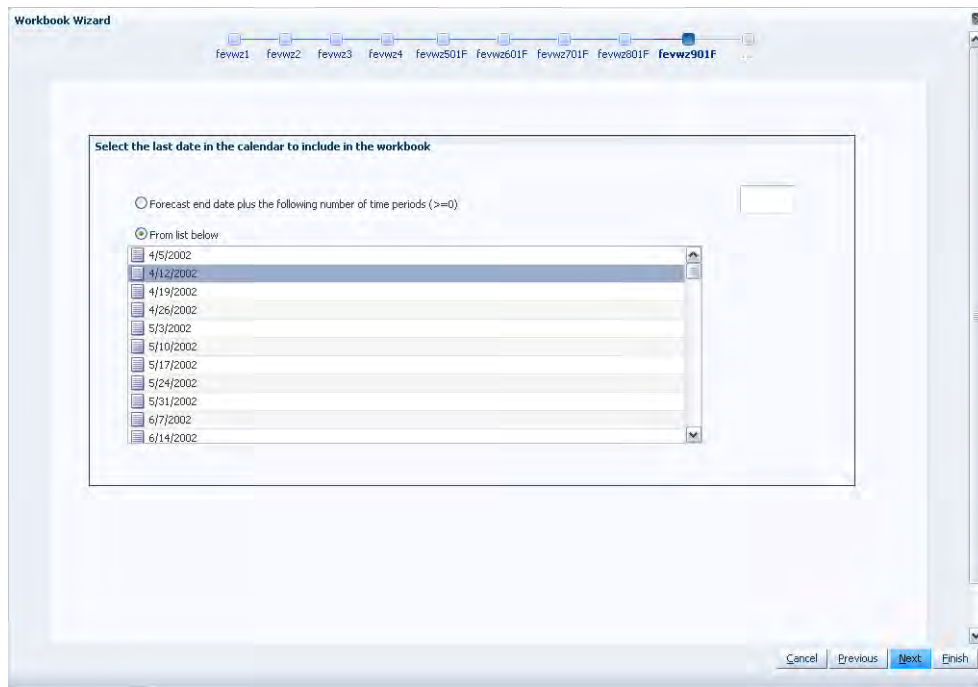 Workbook Wizard
fevwz1 fevwz2 fevwz3 fevwz4 fevwz501F fevwz601F fevwz701F fevwz801F fevwz901F ...
Select the last date in the calendar to include in the workbook
Forecast end date plus the following number of time periods (>=0)
From list below
4/5/2002
4/12/2002
4/19/2002
4/26/2002
5/3/2002
5/10/2002
5/17/2002
5/24/2002
5/31/2002
6/7/2002
6/14/2002
Cancel Previous Next Finish